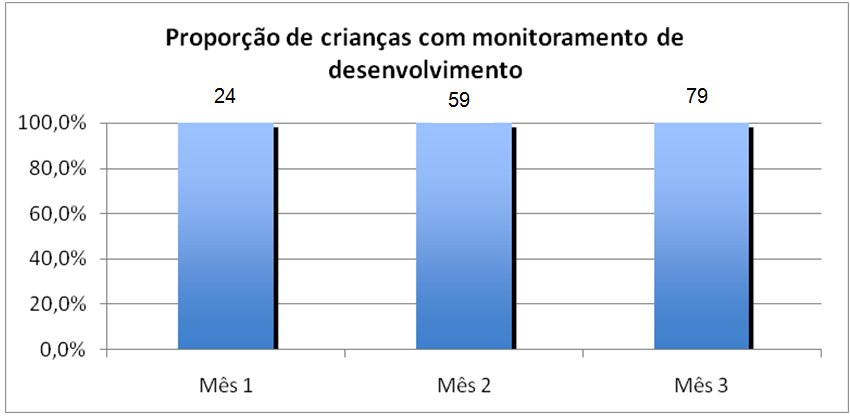 Proporção de crianças com monitoramento de
desenvolvimento
24 59 79
100,0%
80,0%
60,0%
40,0%
20,0%
0,0%
Mês 1 Mês 2 Mês 3